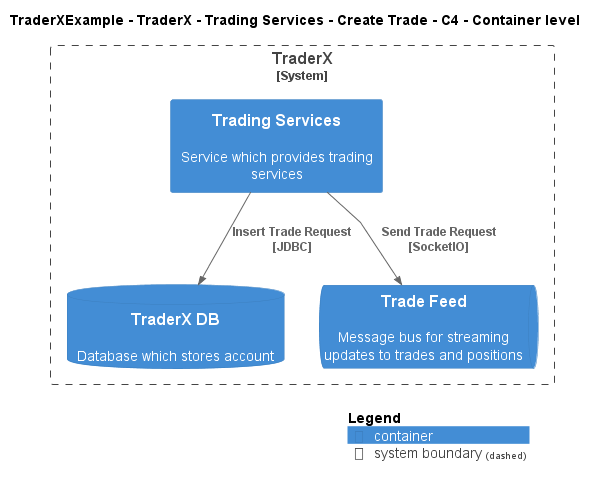 TraderXExample - TraderX - Trading Services - Create Trade - C4 - Container level
TraderX
[System]
Trading Services
Service which provides trading
services
Insert Trade Request
[JDBC]
Send Trade Request
[SocketIO]
TraderX DB
Database which stores account
Trade Feed
Message bus for streaming
updates to trades and positions
Legend
container
system boundary (dashed)